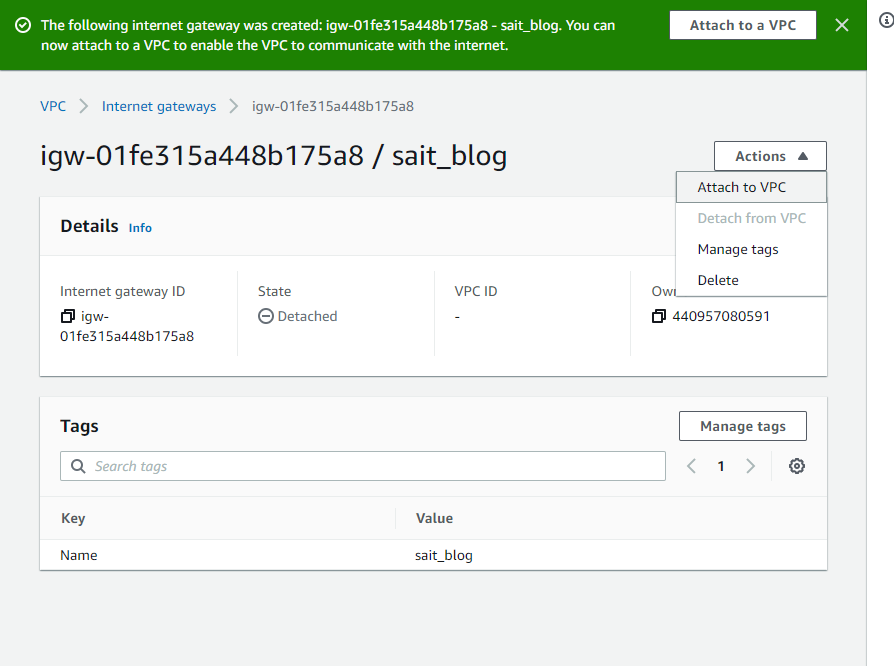 The following internet gateway was created: igw-01fe315a448b175a8 - sait_blog. You can
now attach to a VPC to enable the VPC to communicate with the internet.
Attach to a VPC
VPC
Internet gateways
igw-01fe315a448b175a8
igw-01fe315a448b175a8 / sait_blog
Actions
Attach to VPC
Detach from VPC
Manage tags
Delete
Details Info
Internet gateway ID
igw-
01fe315a448b175a8
State
Detached
VPC ID
-
440957080591
Tags
Manage tags
Search tags
1
Key Value
Name sait_blog